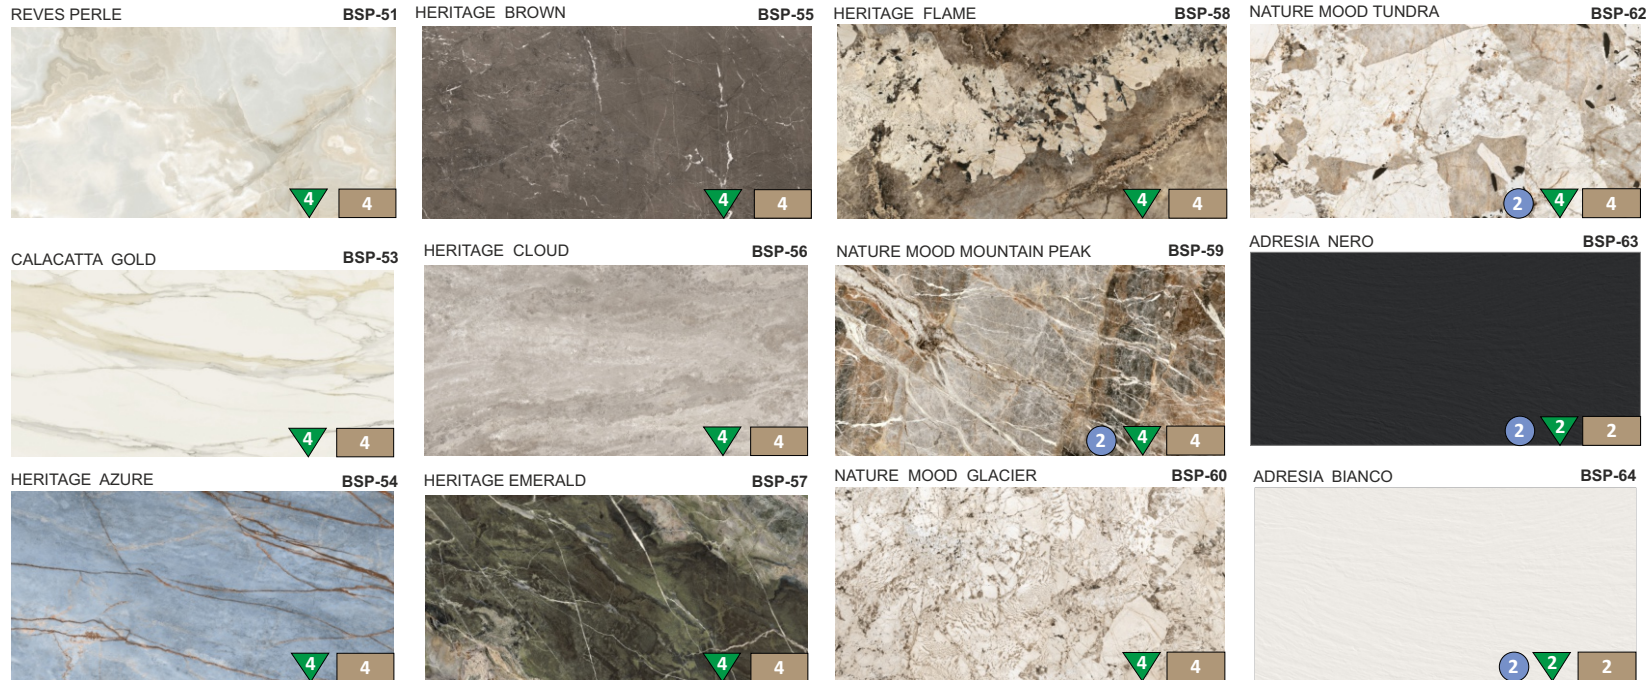 REVES PERLE BSP-51
4 4
CALACATTA GOLD BSP-53
4 4
HERITAGE AZURE BSP-54
4 4
HERITAGE BROWN BSP-55
4 4
HERITAGE CLOUD BSP-56
4 4
HERITAGE EMERALD BSP-57
4 4
HERITAGE FLAME BSP-58
4 4
NATURE MOOD MOUNTAIN PEAK BSP-59
2 4 4
NATURE MOOD GLACIER BSP-60
4 4
NATURE MOOD TUNDRA BSP-62
2 4 4
ADRESIA NERO BSP-63
2 2 2
ADRESIA BIANCO BSP-64
2 2 2